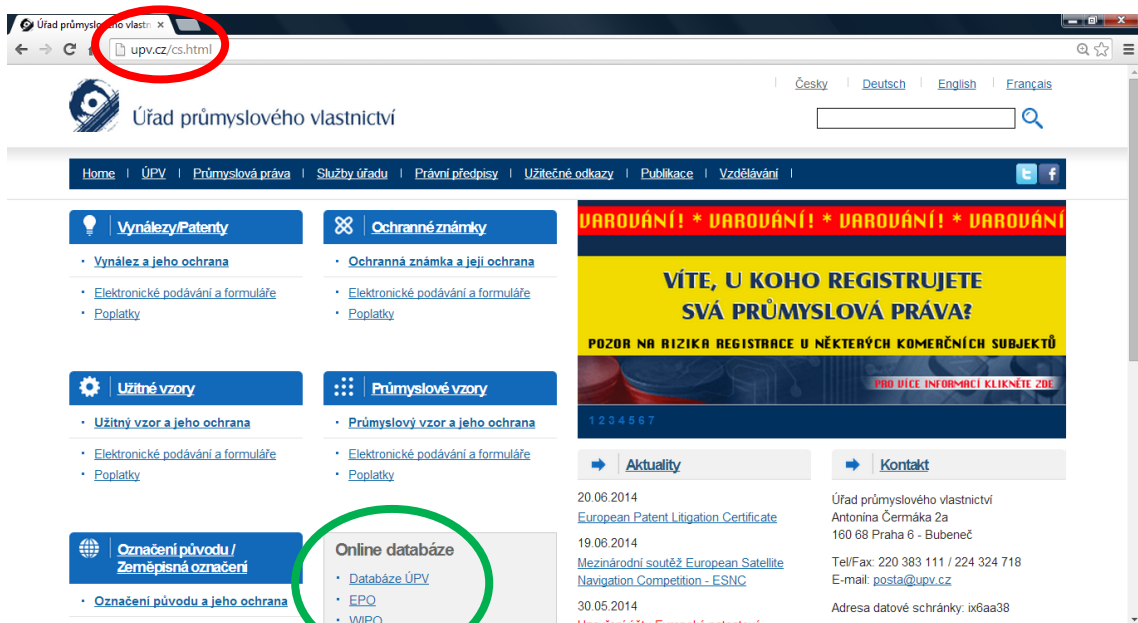 Úřad průmyslového vlastn
upv.cz/cs.html
Česky | Deutsch | English | Français
Úřad průmyslového vlastnictví
Home | ÚPV | Průmyslová práva | Služby úřadu | Právní předpisy | Užitečné odkazy | Publikace | Vzdělávání |
Vynálezy/Patenty
Vynález a jeho ochrana
Elektronické podávání a formuláře
Poplatky
Ochranné známky
Ochranná známka a její ochrana
Elektronické podávání a formuláře
Poplatky
VAROVÁNÍ! * VAROVÁNÍ! * VAROVÁNÍ! * VAROVÁNÍ
VÍTE, U KOHO REGISTRUJETE
SVÁ PRŮMYSLOVÁ PRÁVA?
POZOR NA RIZIKA REGISTRACE U NĚKTERÝCH KOMERČNÍCH SUBJEKTŮ
PRO VÍCE INFORMACÍ KLIKNĚTE ZDE
1 2 3 4 5 6 7
Užitné vzory
Užitný vzor a jeho ochrana
Elektronické podávání a formuláře
Poplatky
Průmyslové vzory
Průmyslový vzor a jeho ochrana
Elektronické podávání a formuláře
Poplatky
Označení původu /
Zeměpisná označení
Označení původu a jeho ochrana
Online databáze
Databáze ÚPV
EPO
WIPO
Aktuality
20.06.2014
European Patent Litigation Certificate
19.06.2014
Mezinárodní soutěž European Satellite
Navigation Competition - ESNC
30.05.2014
Kontakt
Úřad průmyslového vlastnictví
Antonína Čermáka 2a
160 68 Praha 6 - Bubeneč
Tel/Fax: 220 383 111 / 224 324 718
E-mail: posta@upv.cz
Adresa datové schránky: ix6aa38